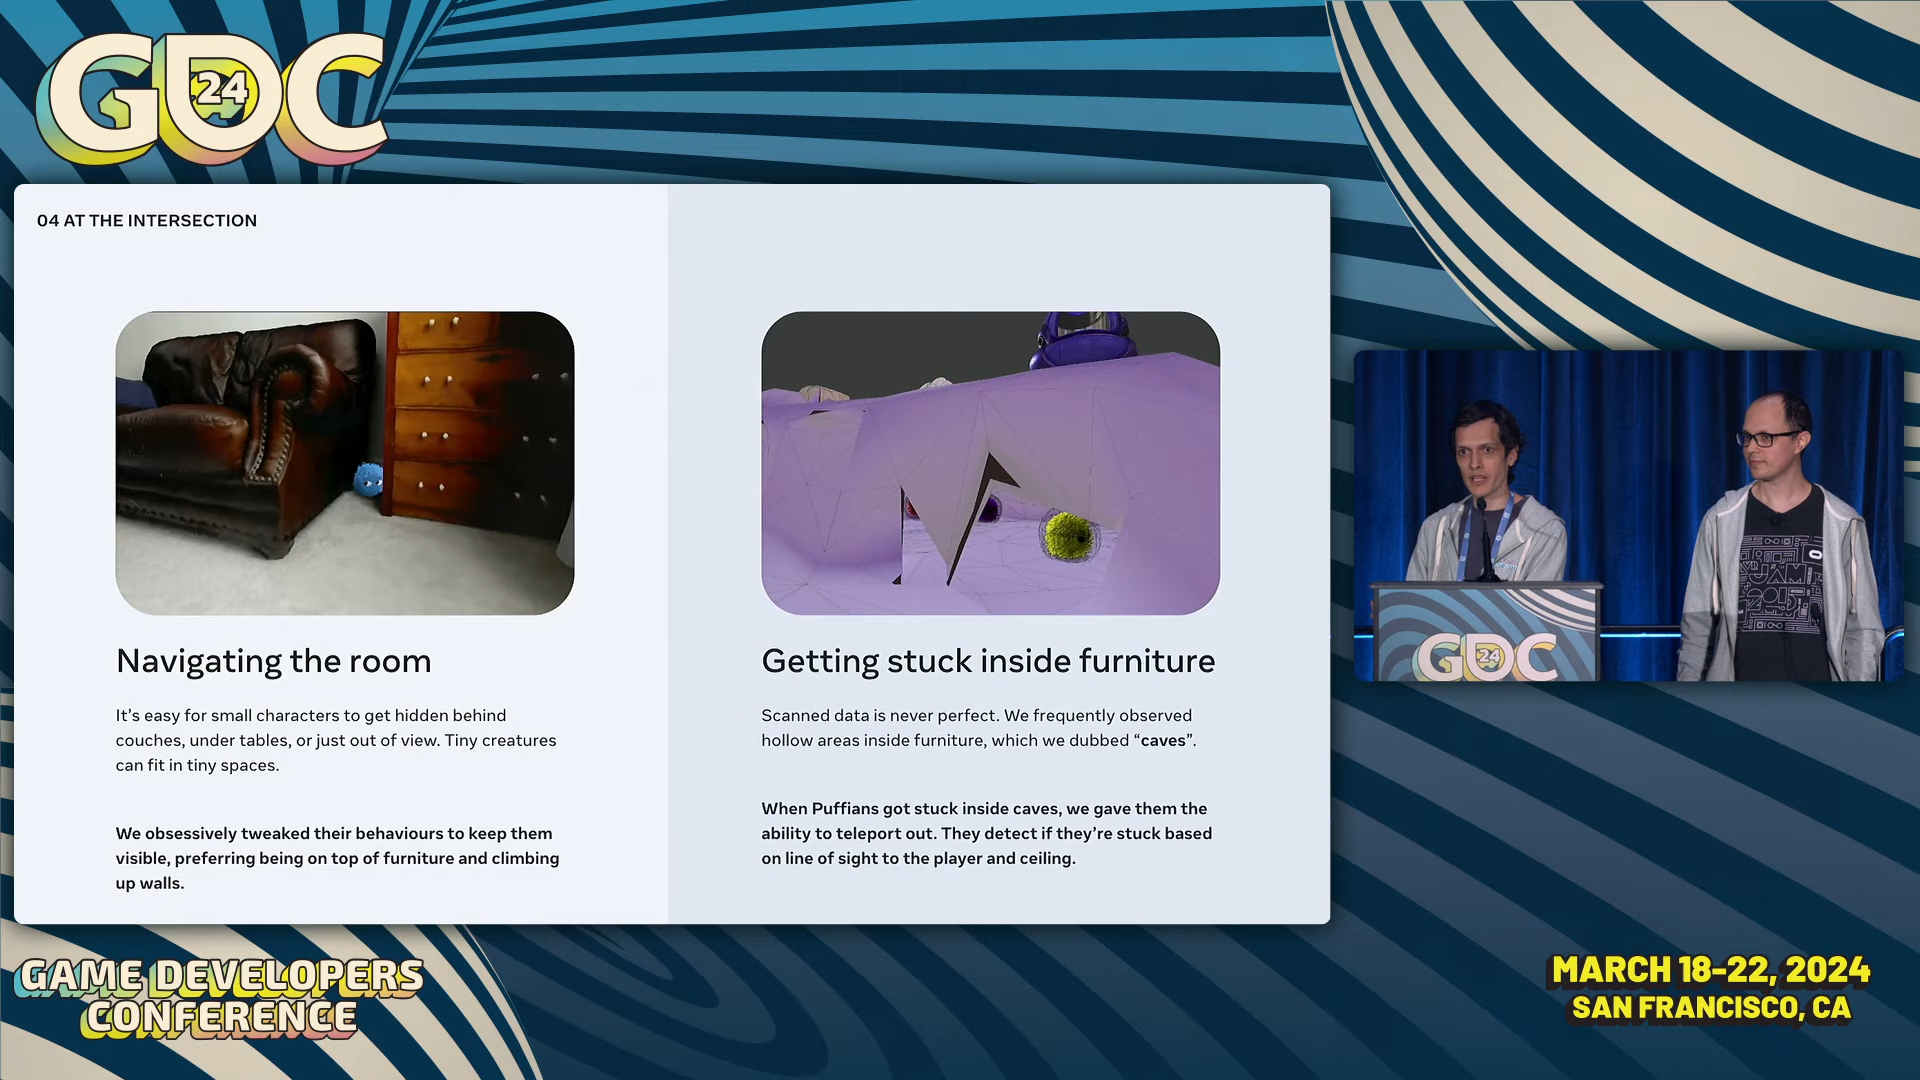 GDC
24
04 AT THE INTERSECTION
Navigating the room
It's easy for small characters to get hidden behind
couches, under tables, or just out of view. Tiny creatures
can fit in tiny spaces.
We obsessively tweaked their behaviours to keep them
visible, preferring being on top of furniture and climbing
up walls.
Getting stuck inside furniture
Scanned data is never perfect. We frequently observed
hollow areas inside furniture, which we dubbed “caves”.
When Puffians got stuck inside caves, we gave them the
ability to teleport out. They detect if they’re stuck based
on line of sight to the player and ceiling.
GDC
24
JAM
2015
GAME DEVELOPERS
CONFERENCE
MARCH 18-22, 2024
SAN FRANCISCO, CA